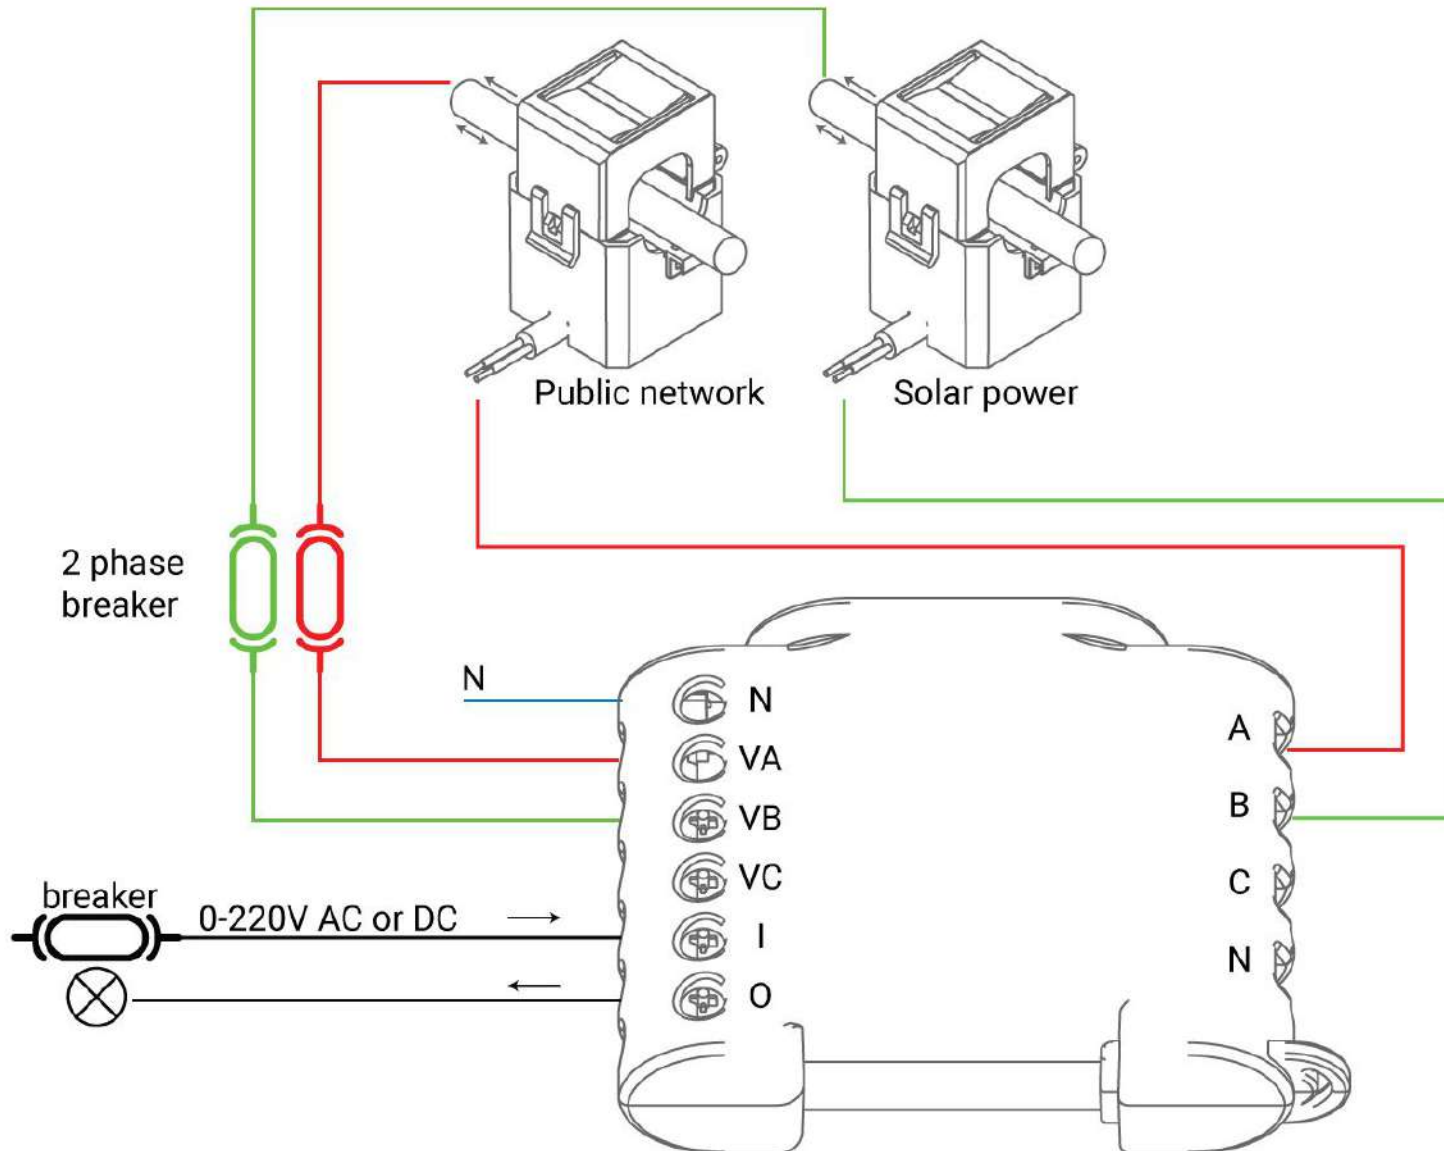 Public network
Solar power
2 phase
breaker
N
N
VA
VB
VC
I
O
A
B
C
N
breaker
0-220V AC or DC